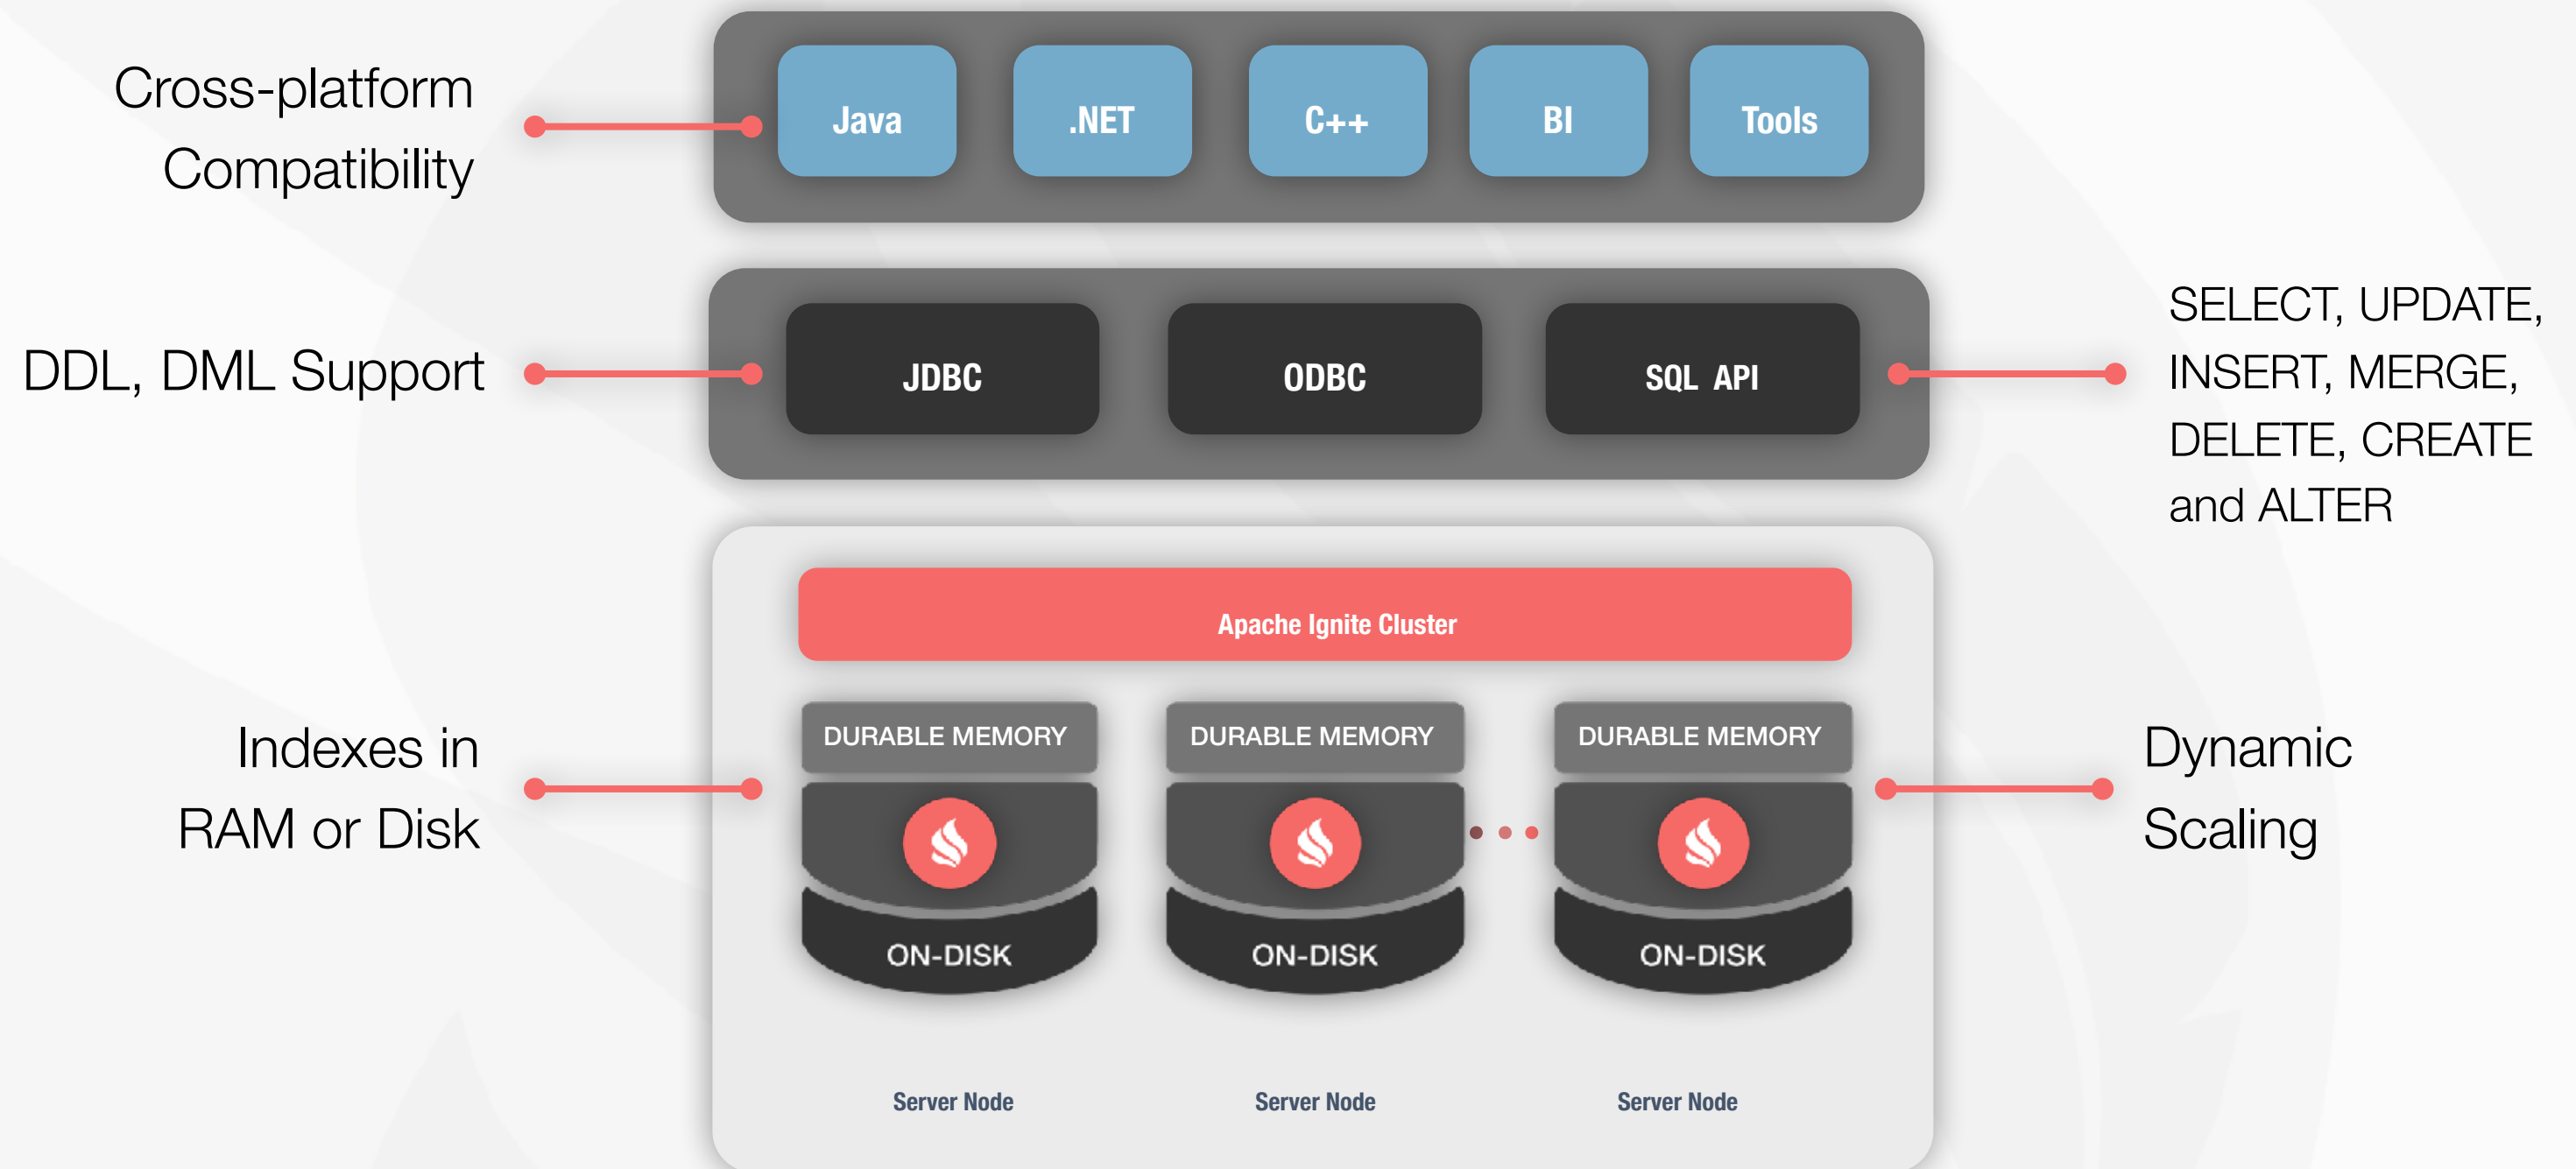 Cross-platform
Compatibility
Java
.NET
C++
BI
Tools
DDL, DML Support
JDBC
ODBC
SQL API
SELECT, UPDATE,
INSERT, MERGE,
DELETE, CREATE
and ALTER
Apache Ignite Cluster
Indexes in
RAM or Disk
DURABLE MEMORY
DURABLE MEMORY
DURABLE MEMORY
ON-DISK
ON-DISK
ON-DISK
Server Node
Server Node
Server Node
Dynamic
Scaling